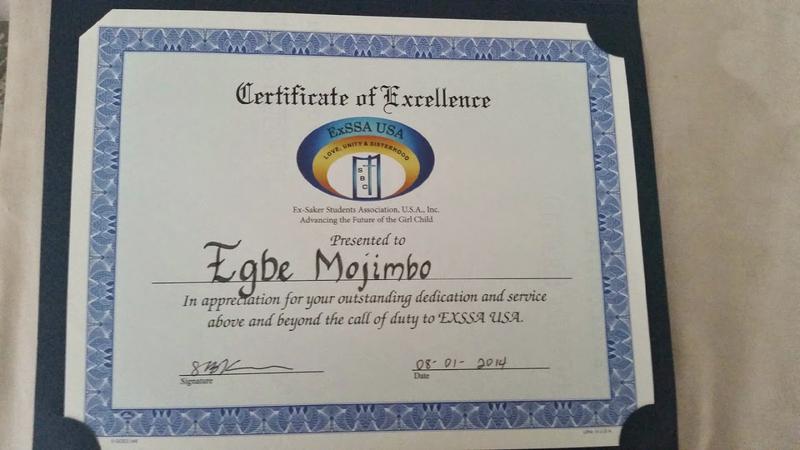 Certificate of Excellence
ExSSA USA
LOVE, UNITY & SISTERHOOD
S
B
C
Ex-Saker Students Association, U.S.A., Inc.
Advancing the Future of the Girl Child
Presented to
Egbe Mojimbo
In appreciation for your outstanding dedication and service
above and beyond the call of duty to EXSSA USA.
08-01-2014
Signature
Date